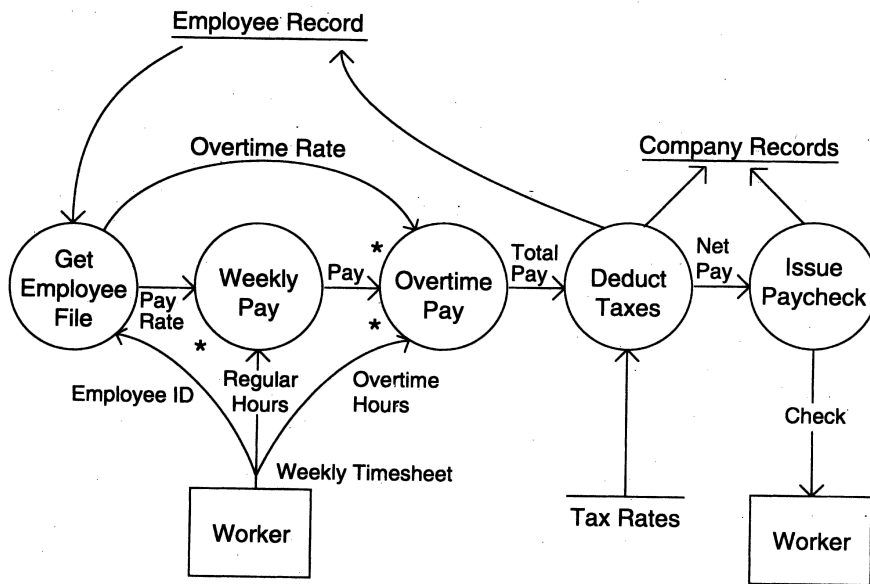 Employee Record
Overtime Rate
Company Records
Get
Employee
File
Pay
Rate
*
Weekly
Pay
Pay
*
*
Overtime
Pay
Total
Pay
Deduct
Taxes
Net
Pay
Issue
Paycheck
Employee ID
Regular
Hours
Overtime
Hours
Check
Weekly Timesheet
Worker
Tax Rates
Worker